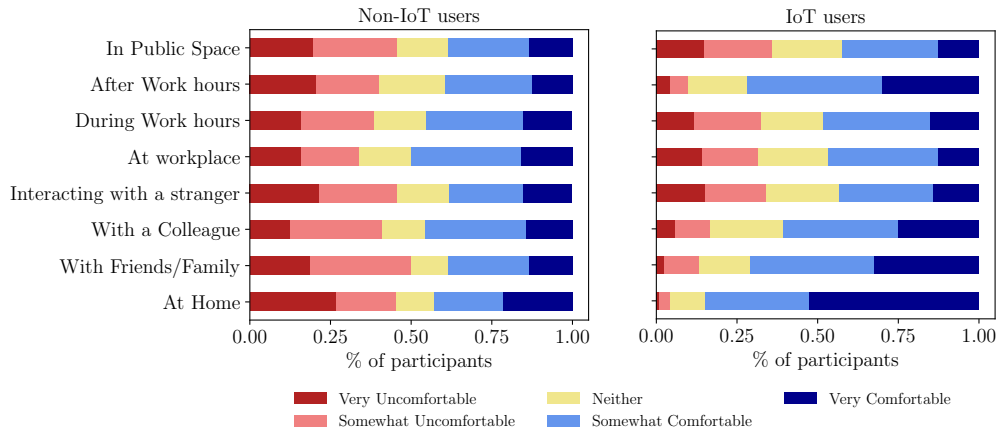 Non-IoT users
IoT users
In Public Space
After Work hours
During Work hours
At workplace
Interacting with a stranger
With a Colleague
With Friends/Family
At Home
0.00 0.25 0.50 0.75 1.00
0.00 0.25 0.50 0.75 1.00
% of participants
% of participants
Very Uncomfortable
Somewhat Uncomfortable
Neither
Somewhat Comfortable
Very Comfortable